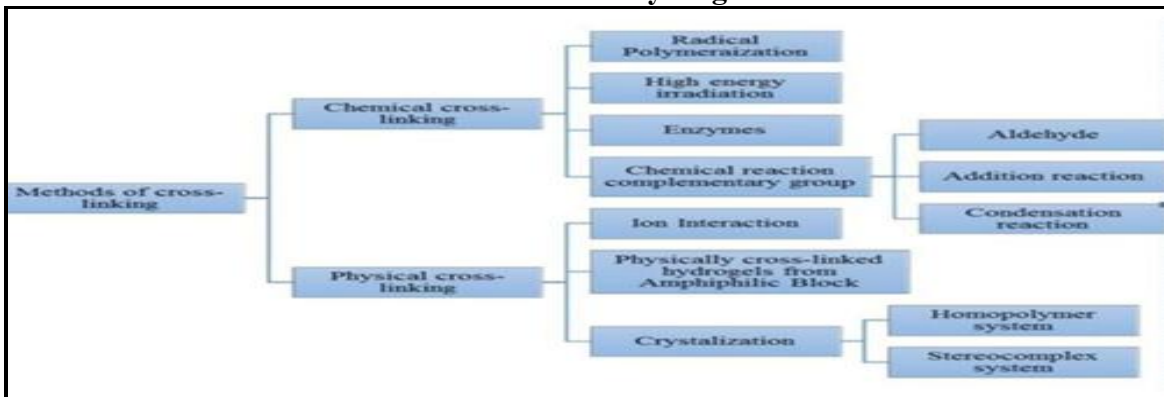 Radical
Polymeraization
High energy
irradiation
Chemical cross-
linking
Enzymes
Aldehyde
Chemical reaction
complementary group
Addition reaction
Methods of cross-
linking
Condensation
reaction
Ion Interaction
Physically cross-linked
hydrogels from
Amphiphilic Block
Physical cross-
linking
Homopolymer
system
Crystalization
Stereocomplex
system